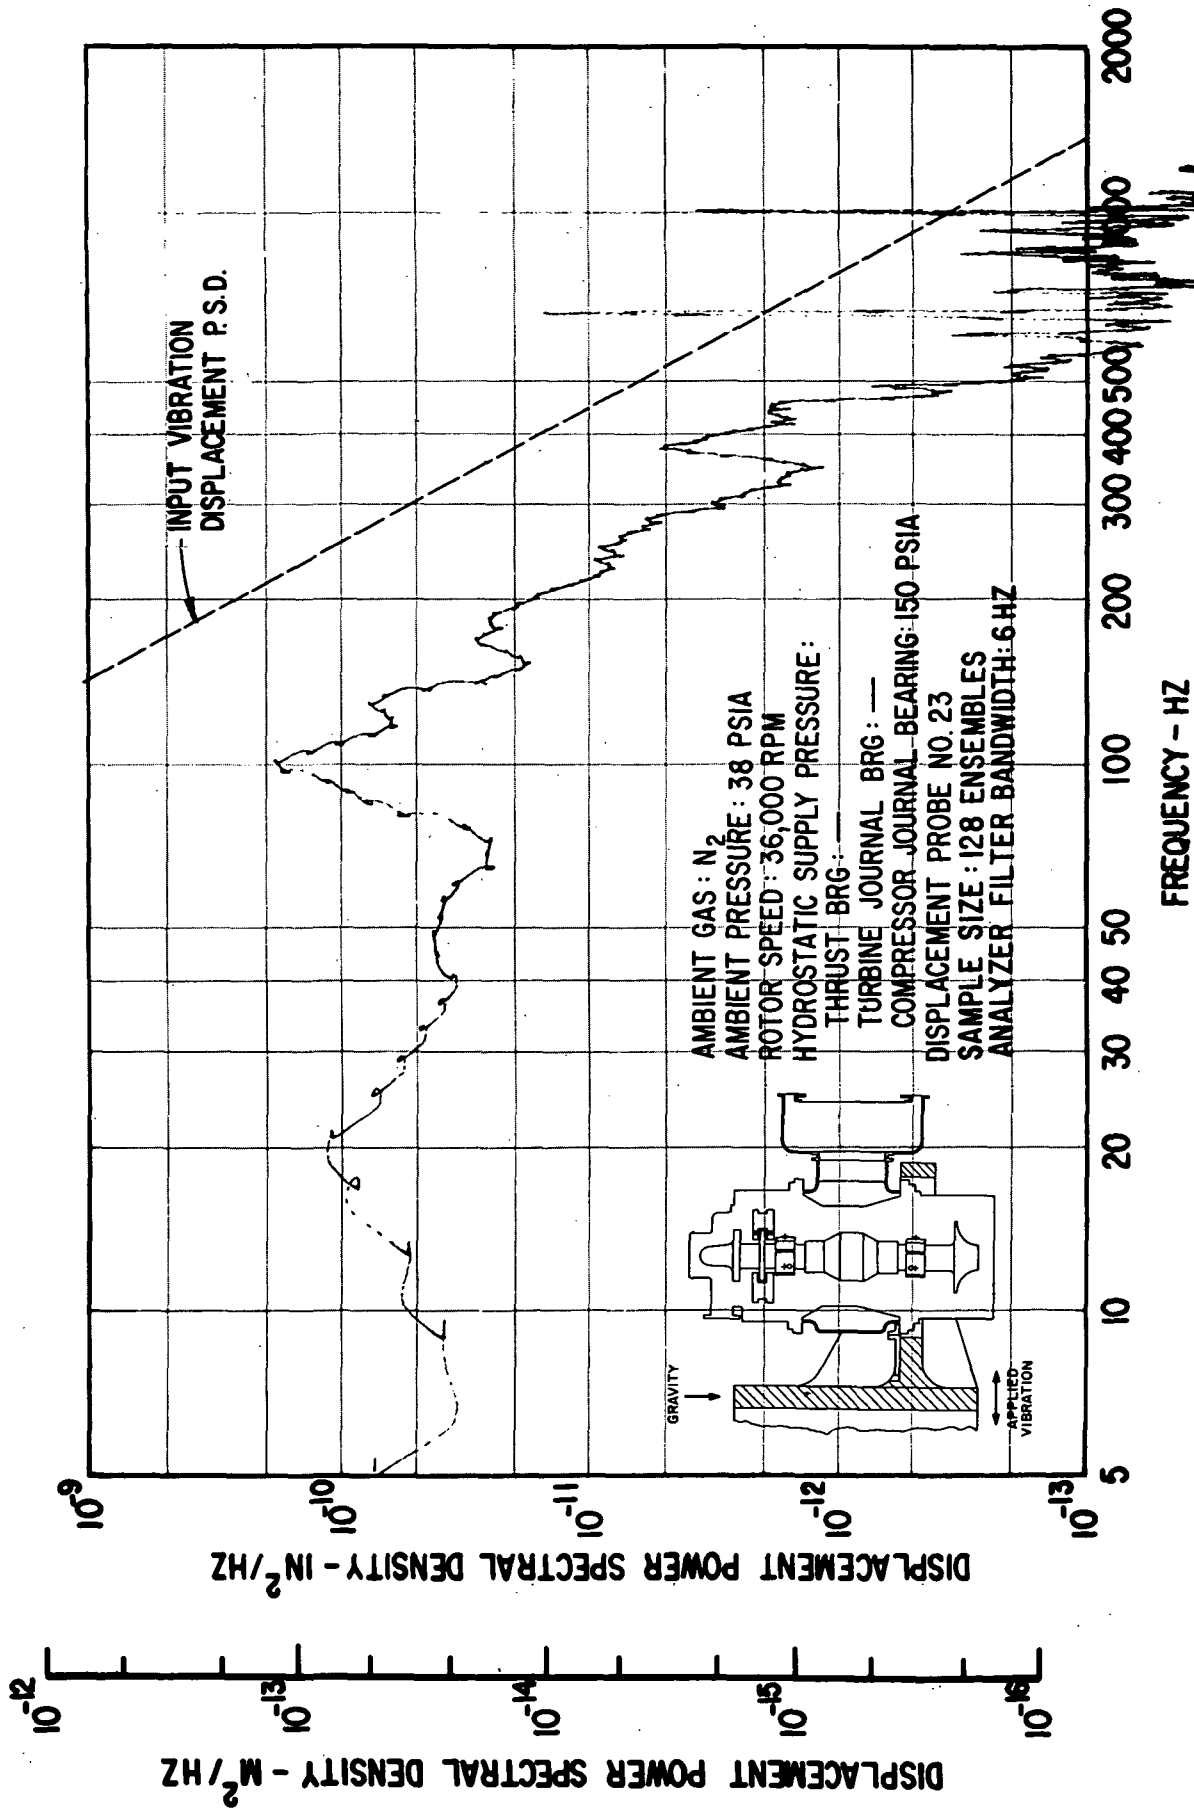 DISPLACEMENT POWER SPECTRAL DENSITY - M²/HZ
10⁻¹²
10⁻¹³
10⁻¹⁴
10⁻¹⁵
10⁻¹⁶
DISPLACEMENT POWER SPECTRAL DENSITY - IN²/HZ
10⁻⁹
10⁻¹⁰
10⁻¹¹
10⁻¹²
10⁻¹³
INPUT VIBRATION
DISPLACEMENT P.S.D.
AMBIENT GAS: N₂
AMBIENT PRESSURE: 38 PSIA
ROTOR SPEED: 36,000 RPM
HYDROSTATIC SUPPLY PRESSURE:
THRUST BRG: —
TURBINE JOURNAL BRG: —
COMPRESSOR JOURNAL BEARING: 150 PSIA
DISPLACEMENT PROBE NO. 23
SAMPLE SIZE: 128 ENSEMBLES
ANALYZER FILTER BANDWIDTH: 6 HZ
GRAVITY
APPLIED
VIBRATION
5 10 20 30 40 50 100 200 300 400 500 1000 2000
FREQUENCY - HZ